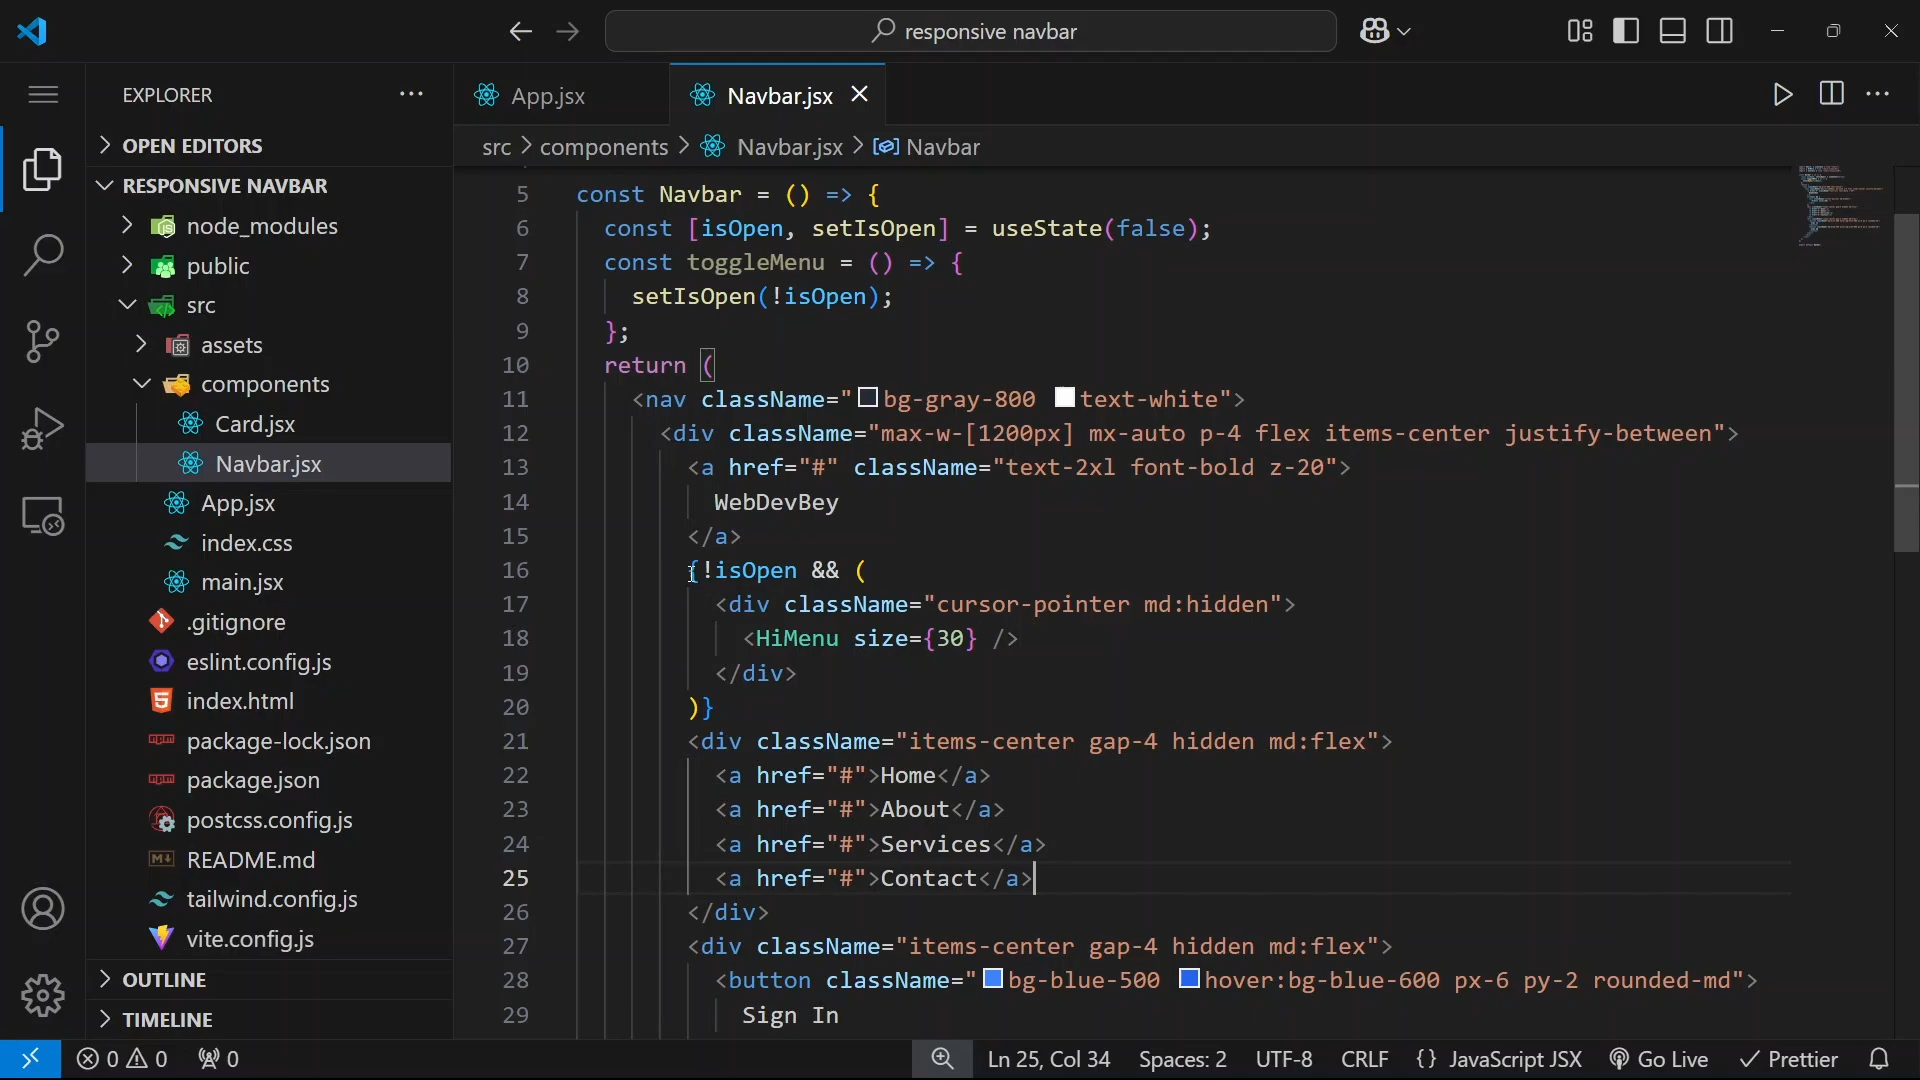 responsive navbar
EXPLORER
App.jsx
Navbar.jsx
OPEN EDITORS
src > components > Navbar.jsx > Navbar
RESPONSIVE NAVBAR
node_modules
public
src
assets
components
Card.jsx
Navbar.jsx
App.jsx
index.css
main.jsx
.gitignore
eslint.config.js
index.html
package-lock.json
package.json
postcss.config.js
README.md
tailwind.config.js
vite.config.js
OUTLINE
TIMELINE
5 const Navbar = () => {
6 const [isOpen, setIsOpen] = useState(false);
7 const toggleMenu = () => {
8 setIsOpen(!isOpen);
9 };
10 return (
11 <nav className="bg-gray-800 text-white">
12 <div className="max-w-[1200px] mx-auto p-4 flex items-center justify-between">
13 <a href="#" className="text-2xl font-bold z-20">
14 WebDevBey
15 </a>
16 {!isOpen && (
17 <div className="cursor-pointer md:hidden">
18 <HiMenu size={30} />
19 </div>
20 )}
21 <div className="items-center gap-4 hidden md:flex">
22 <a href="#">Home</a>
23 <a href="#">About</a>
24 <a href="#">Services</a>
25 <a href="#">Contact</a>
26 </div>
27 <div className="items-center gap-4 hidden md:flex">
28 <button className="bg-blue-500 hover:bg-blue-600 px-6 py-2 rounded-md">
29 Sign In
0 0 0 Ln 25, Col 34 Spaces: 2 UTF-8 CRLF {} JavaScript JSX Go Live Prettier